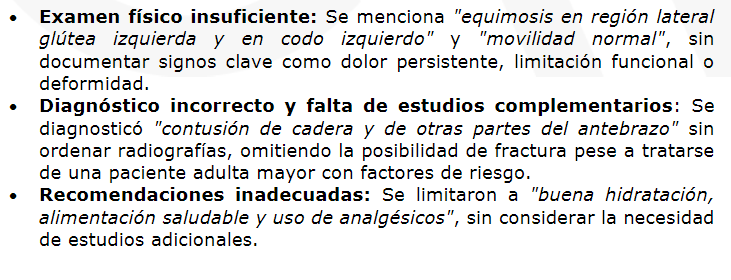 • Examen físico insuficiente: Se menciona "equimosis en región lateral
glútea izquierda y en codo izquierdo" y "movilidad normal", sin
documentar signos clave como dolor persistente, limitación funcional o
deformidad.
• Diagnóstico incorrecto y falta de estudios complementarios: Se
diagnosticó "contusión de cadera y de otras partes del antebrazo" sin
ordenar radiografías, omitiendo la posibilidad de fractura pese a tratarse
de una paciente adulta mayor con factores de riesgo.
• Recomendaciones inadecuadas: Se limitaron a "buena hidratación,
alimentación saludable y uso de analgésicos", sin considerar la necesidad
de estudios adicionales.